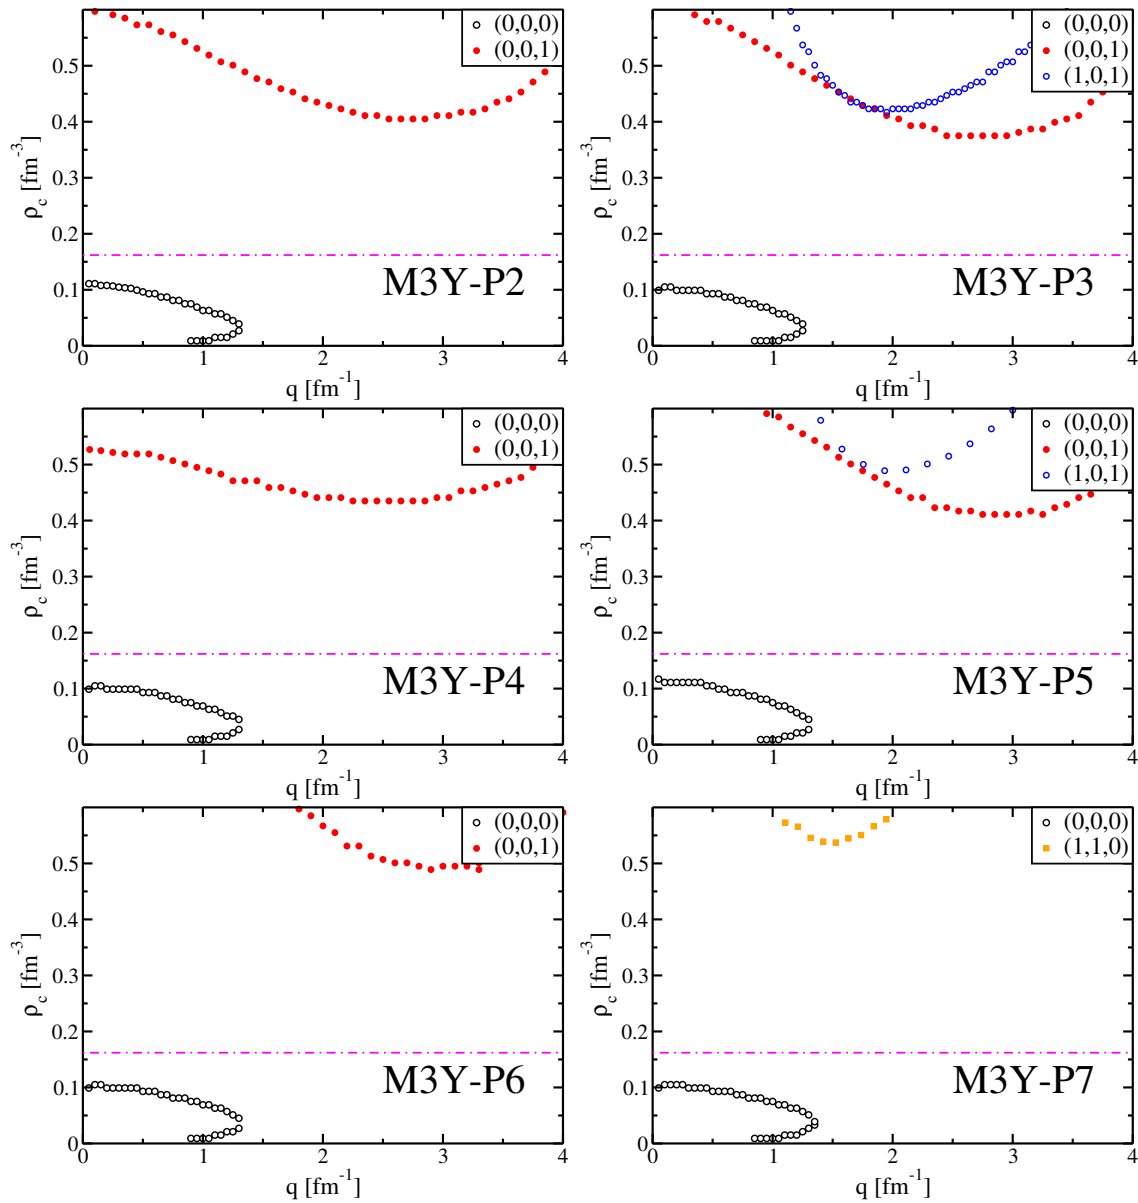 (0,0,0)
(0,0,1)
0.5
0.4
0.3
0.2
0.1
0
ρc [fm-3]
M3Y-P2
0 1 2 3 4
q [fm-1]
(0,0,0)
(0,0,1)
(1,0,1)
0.5
0.4
0.3
0.2
0.1
0
ρc [fm-3]
M3Y-P3
0 1 2 3 4
q [fm-1]
(0,0,0)
(0,0,1)
0.5
0.4
0.3
0.2
0.1
0
ρc [fm-3]
M3Y-P4
0 1 2 3 4
q [fm-1]
(0,0,0)
(0,0,1)
(1,0,1)
0.5
0.4
0.3
0.2
0.1
0
ρc [fm-3]
M3Y-P5
0 1 2 3 4
q [fm-1]
(0,0,0)
(0,0,1)
0.5
0.4
0.3
0.2
0.1
0
ρc [fm-3]
M3Y-P6
0 1 2 3 4
q [fm-1]
(0,0,0)
(1,1,0)
0.5
0.4
0.3
0.2
0.1
0
ρc [fm-3]
M3Y-P7
0 1 2 3 4
q [fm-1]